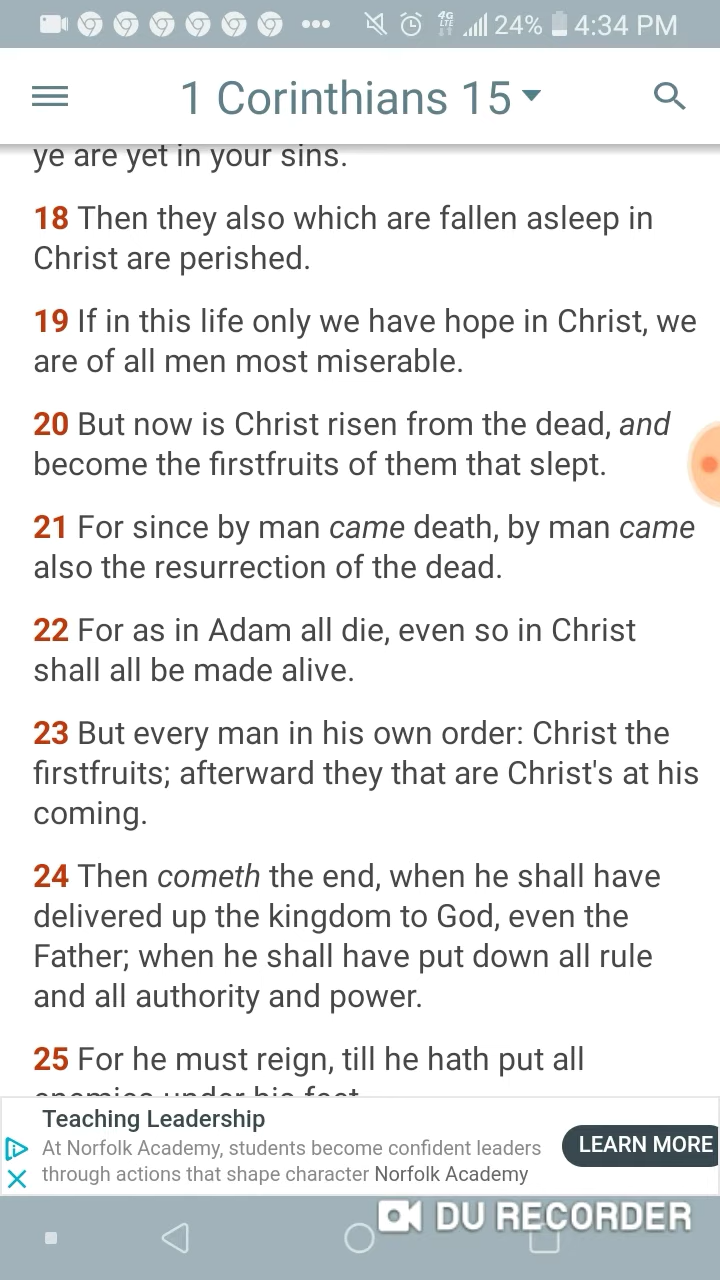 4G
LTE
24%
4:34 PM
1 Corinthians 15
ye are yet in your sins.
18 Then they also which are fallen asleep in
Christ are perished.
19 If in this life only we have hope in Christ, we
are of all men most miserable.
20 But now is Christ risen from the dead, and
become the firstfruits of them that slept.
21 For since by man came death, by man came
also the resurrection of the dead.
22 For as in Adam all die, even so in Christ
shall all be made alive.
23 But every man in his own order: Christ the
firstfruits; afterward they that are Christ's at his
coming.
24 Then cometh the end, when he shall have
delivered up the kingdom to God, even the
Father; when he shall have put down all rule
and all authority and power.
25 For he must reign, till he hath put all
enemies under his feet
Teaching Leadership
At Norfolk Academy, students become confident leaders
through actions that shape character Norfolk Academy
LEARN MORE
DU RECORDER